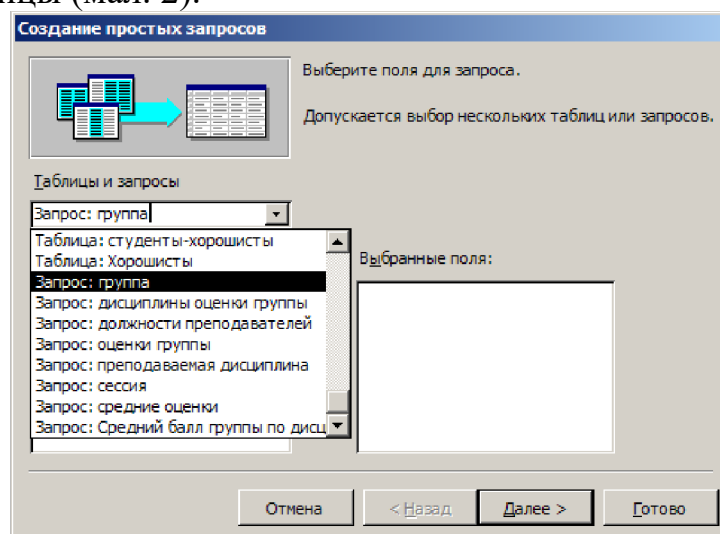 (мал. 2).
Создание простых запросов
Выберите поля для запроса.
Допускается выбор нескольких таблиц или запросов.
Таблицы и запросы
Запрос: группа
Таблица: студенты-хорошисты
Таблица: Хорошисты
Запрос: группа
Запрос: дисциплины оценки группы
Запрос: должности преподавателей
Запрос: оценки группы
Запрос: преподаваемая дисциплина
Запрос: сессия
Запрос: средние оценки
Запрос: Средний балл группы по дисц
Выбранные поля:
Отмена
< Назад
Далее >
Готово